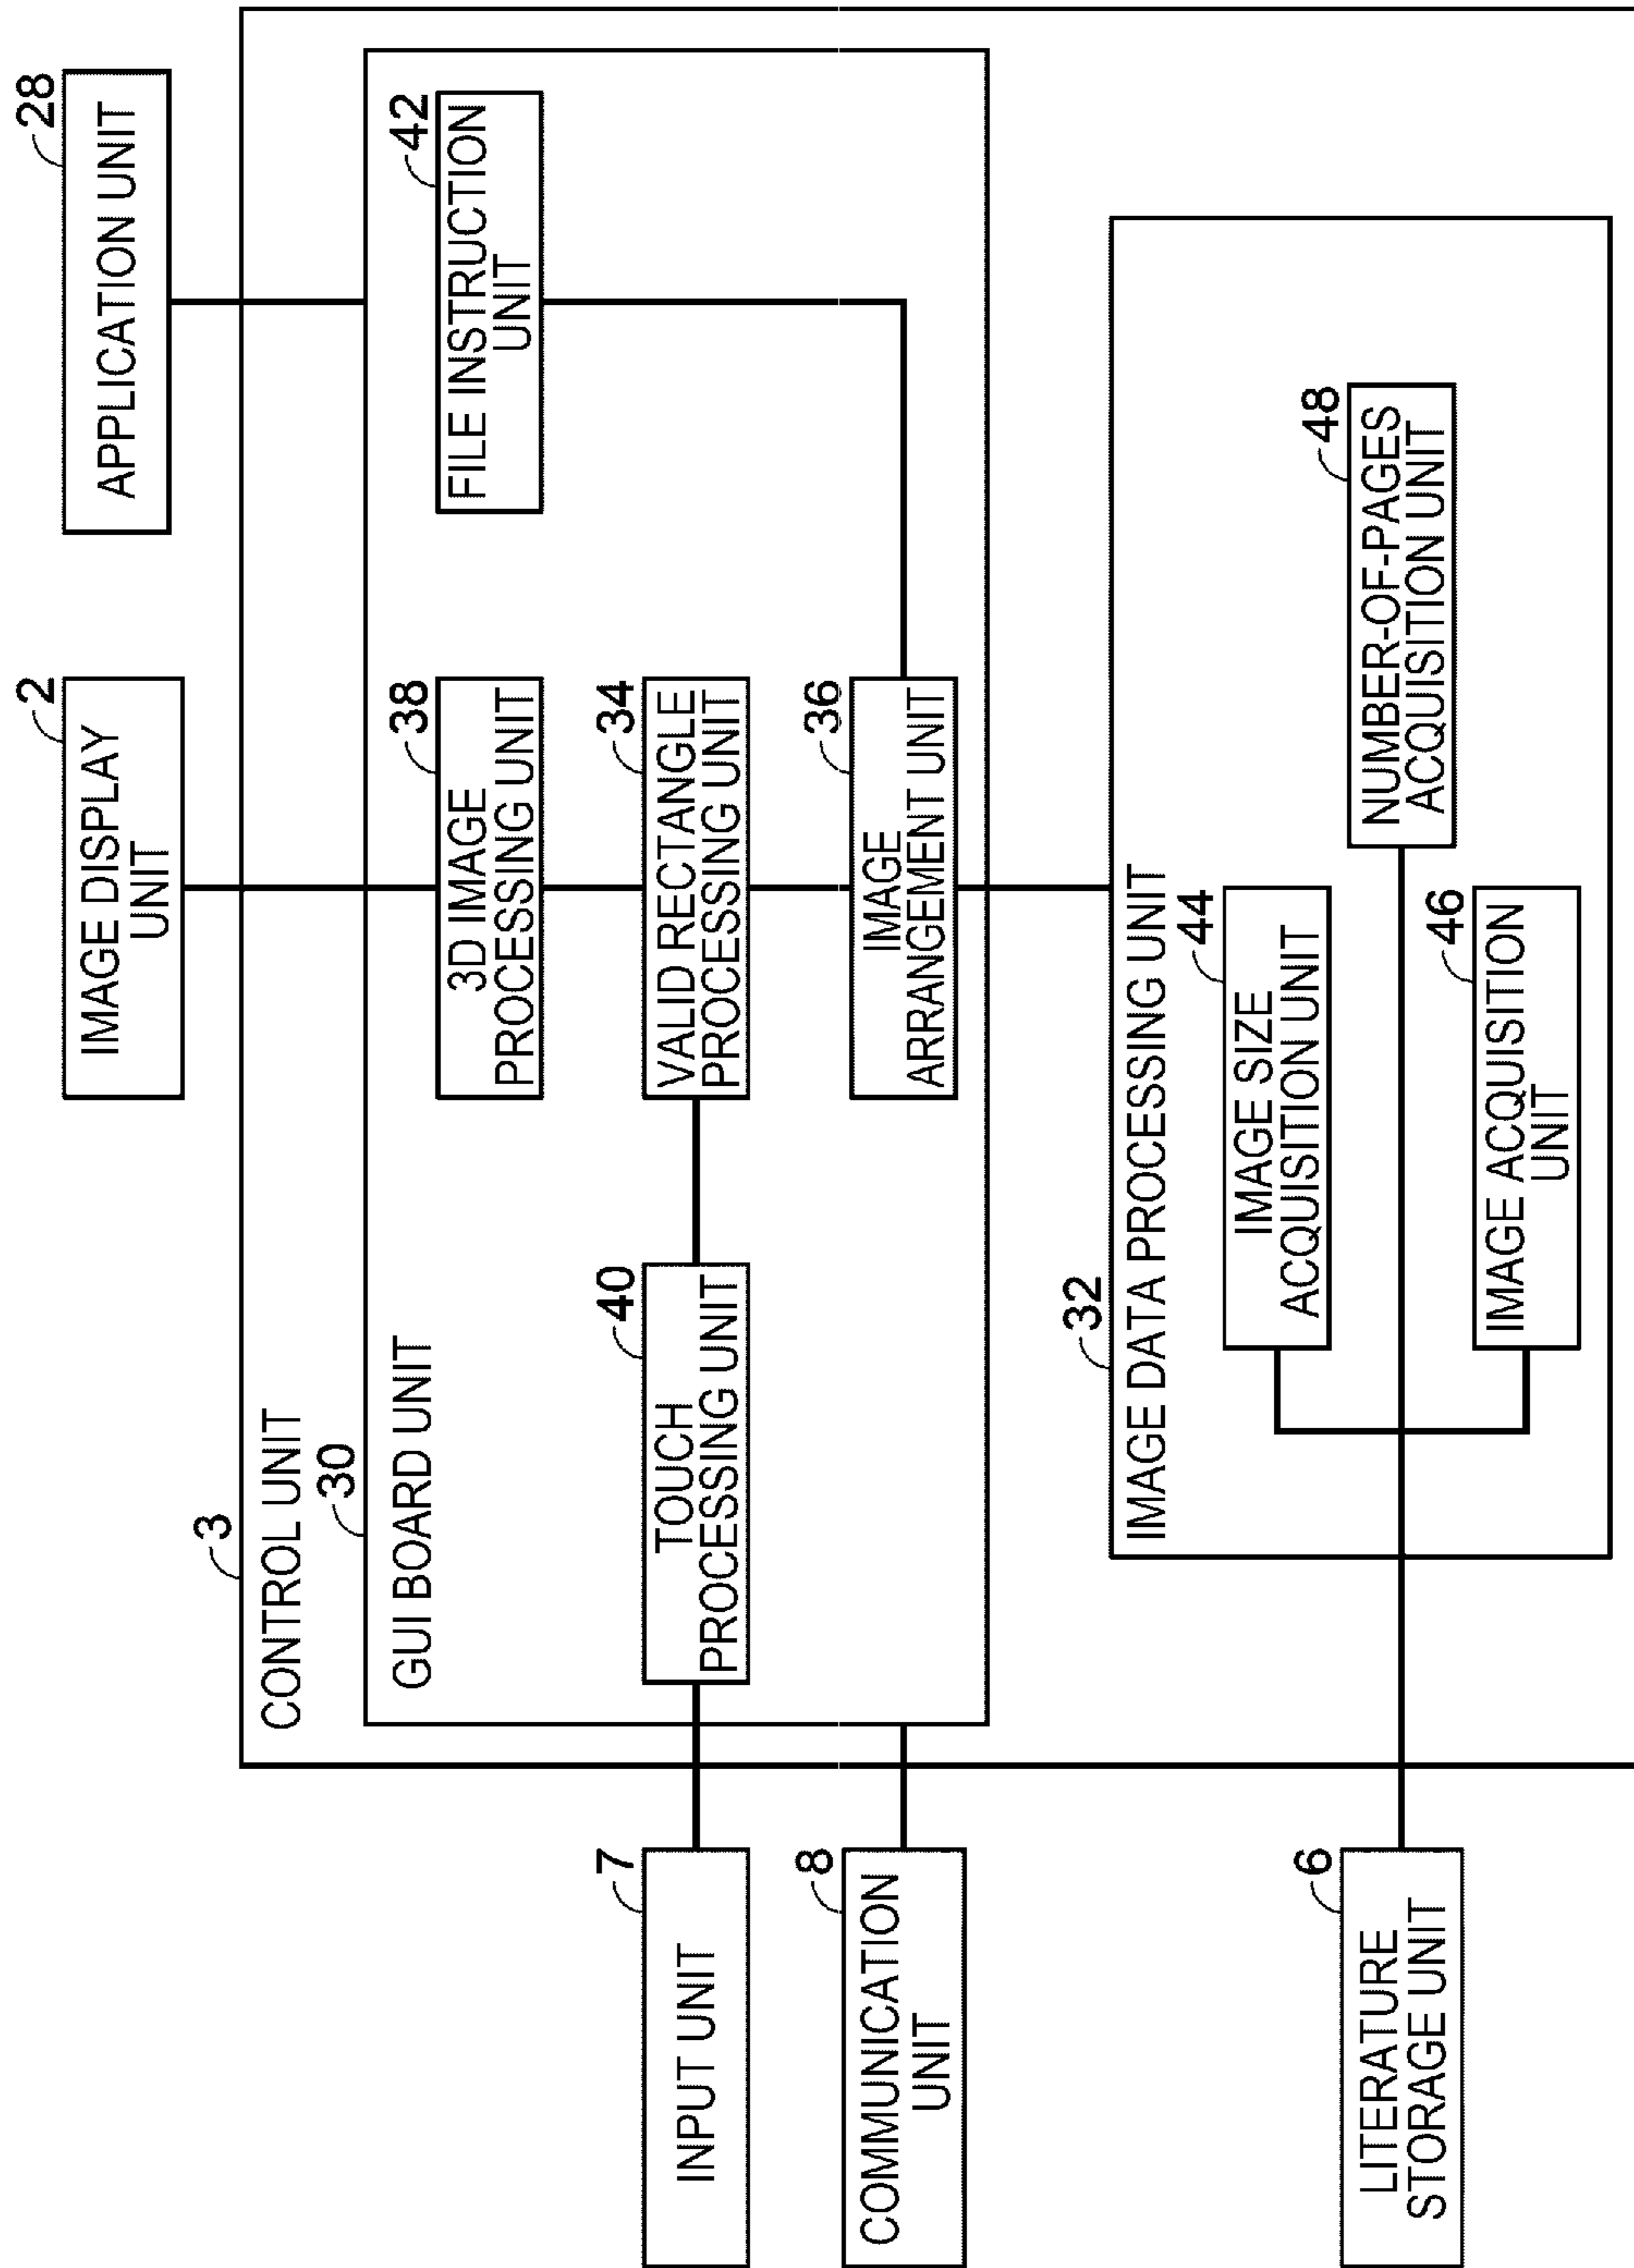 2
IMAGE DISPLAY
UNIT
28
APPLICATION UNIT
3
CONTROL UNIT
30
GUI BOARD UNIT
38
3D IMAGE
PROCESSING UNIT
42
FILE INSTRUCTION
UNIT
7
INPUT UNIT
40
TOUCH
PROCESSING UNIT
34
VALID RECTANGLE
PROCESSING UNIT
8
COMMUNICATION
UNIT
36
IMAGE
ARRANGEMENT UNIT
32
IMAGE DATA PROCESSING UNIT
44
IMAGE SIZE
ACQUISITION UNIT
6
LITERATURE
STORAGE UNIT
48
NUMBER-OF-PAGES
ACQUISITION UNIT
46
IMAGE ACQUISITION
UNIT